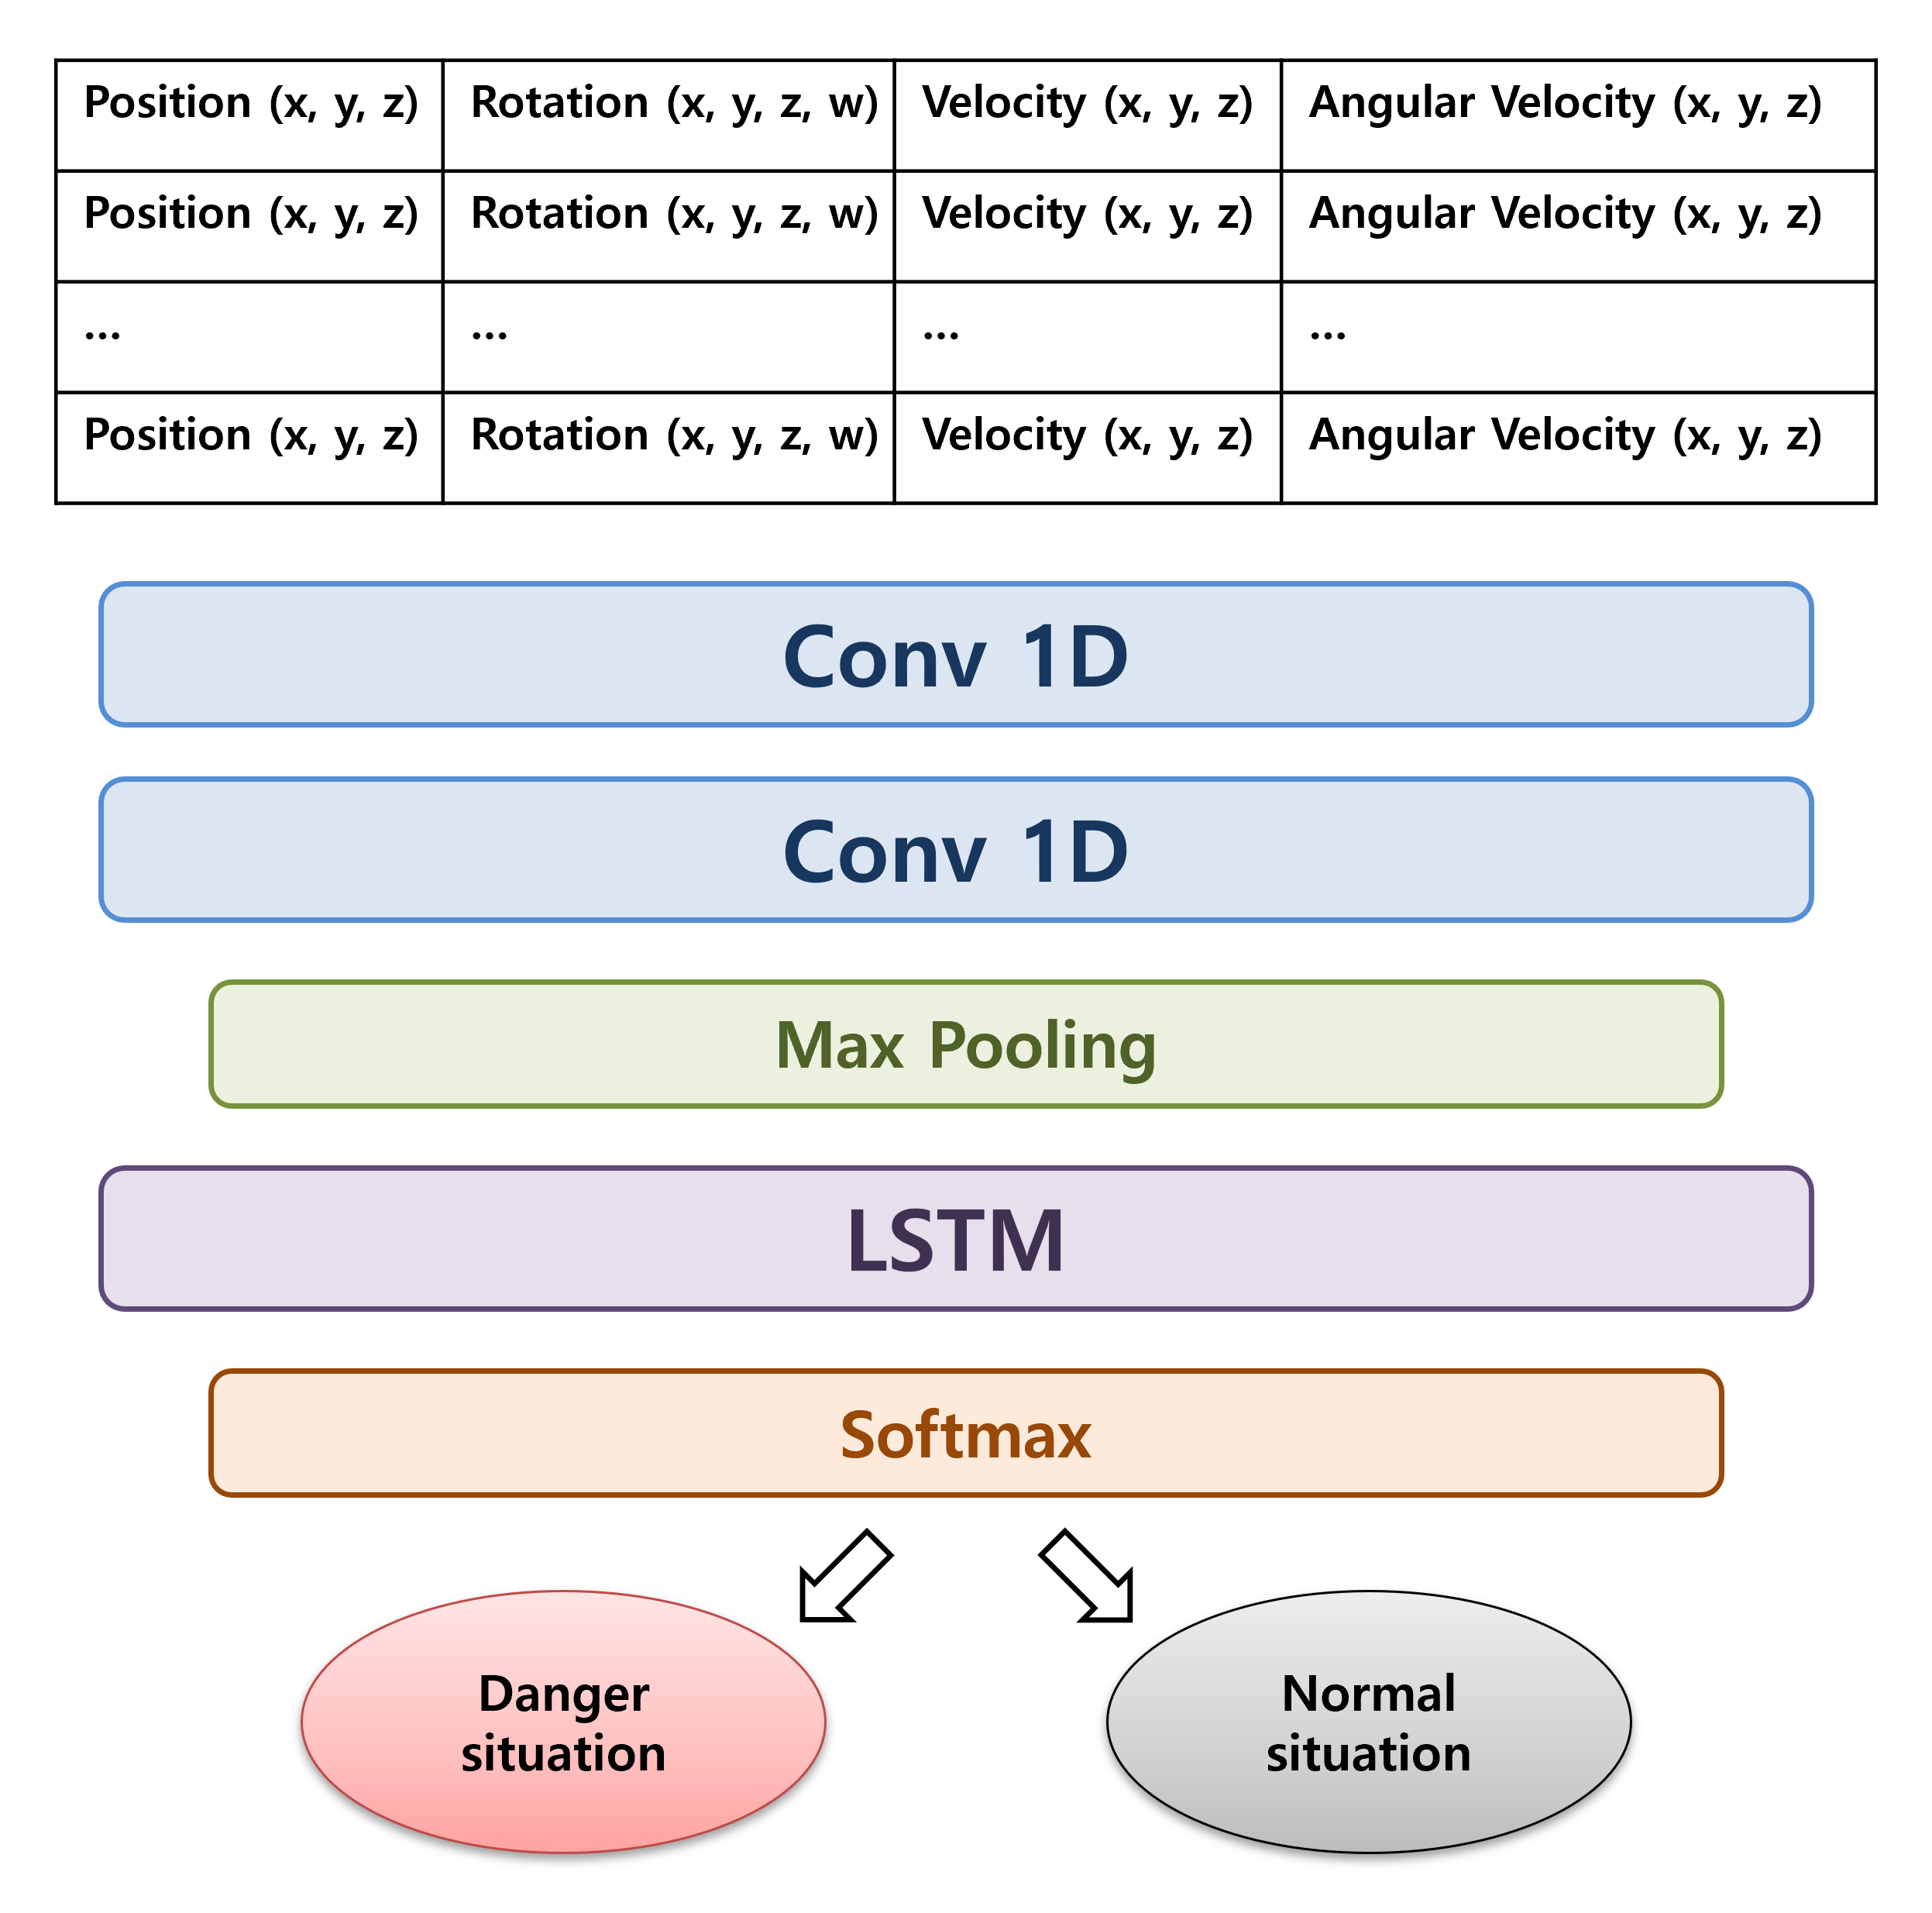 Position (x, y, z) Rotation (x, y, z, w) Velocity (x, y, z) Angular Velocity (x, y, z)
Position (x, y, z) Rotation (x, y, z, w) Velocity (x, y, z) Angular Velocity (x, y, z)
... ... ... ...
Position (x, y, z) Rotation (x, y, z, w) Velocity (x, y, z) Angular Velocity (x, y, z)
Conv 1D
Conv 1D
Max Pooling
LSTM
Softmax
Danger
situation
Normal
situation